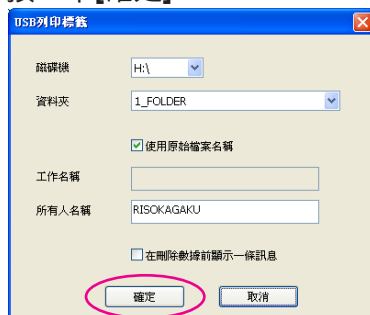 USB列印標籤
磁碟機
H:\
資料夾
1_FOLDER
使用原始檔案名稱
工作名稱
所有人名稱
RISOKAGAKU
在刪除數據前顯示一條訊息
確定
取消